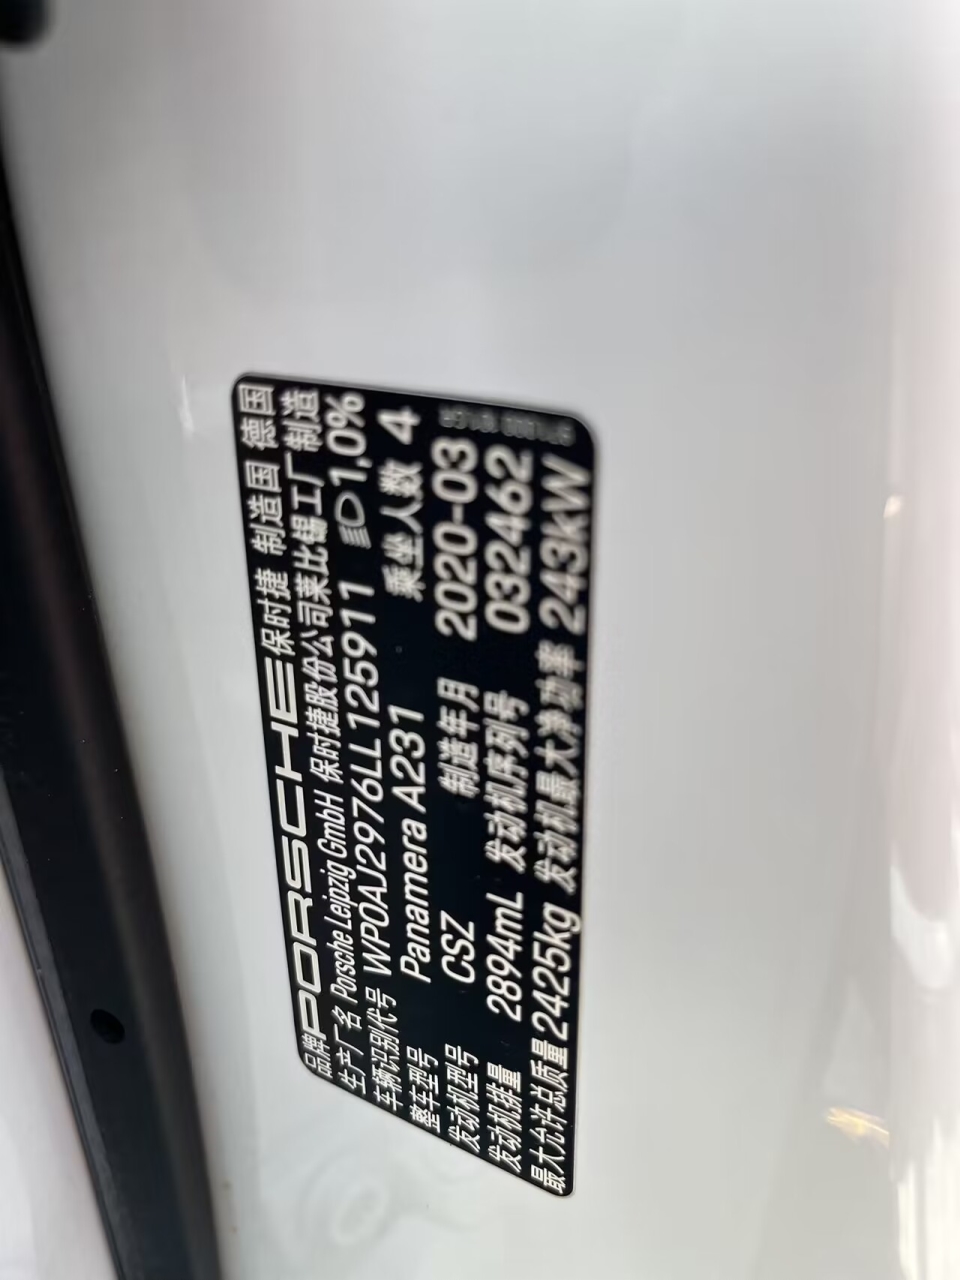 品牌 PORSCHE 保时捷 制造国 德国
生产厂名 Porsche Leipzig GmbH 保时捷股份公司莱比锡工厂制造
车辆识别代号 WP0AJ2976LL125911 1,0%
整车型号 Panamera A231 乘坐人数 4
发动机型号 CSZ 制造年月 2020-03
发动机排量 2894mL 发动机序列号 032462
最大允许总质量 2425kg 发动机最大净功率 243kW